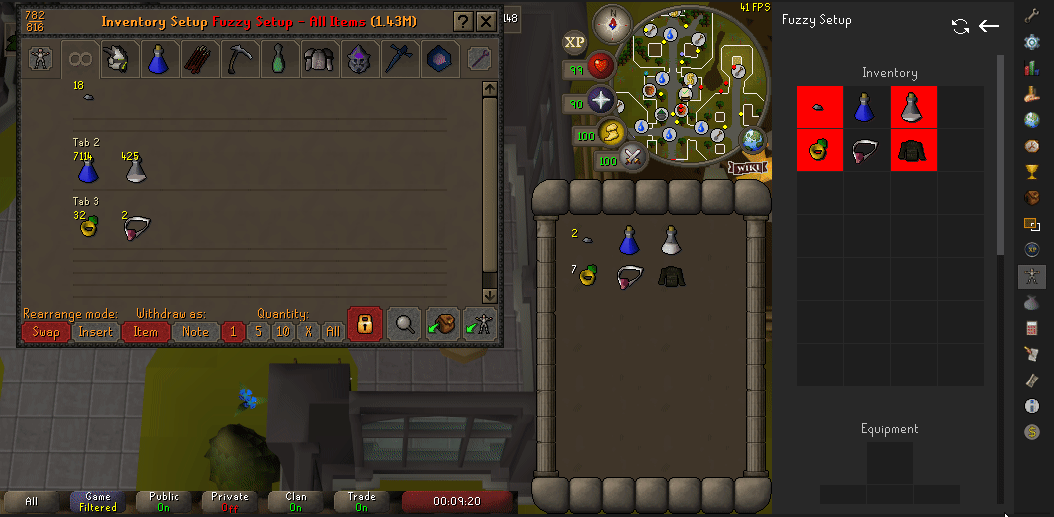 782
816
Inventory Setup Fuzzy Setup - All Items (1.43M)
?
148
41 FPS
XP
99
90
100
100
WIKI
18
Tab 2
7114
425
Tab 3
32
2
Rearrange mode:
Withdraw as:
Quantity:
Swap
Insert
Item
Note
1
5
10
X
All
2
7
All
Game
Filtered
Public
On
Private
Off
Clan
On
Trade
On
00:09:20
Fuzzy Setup
Inventory
Equipment